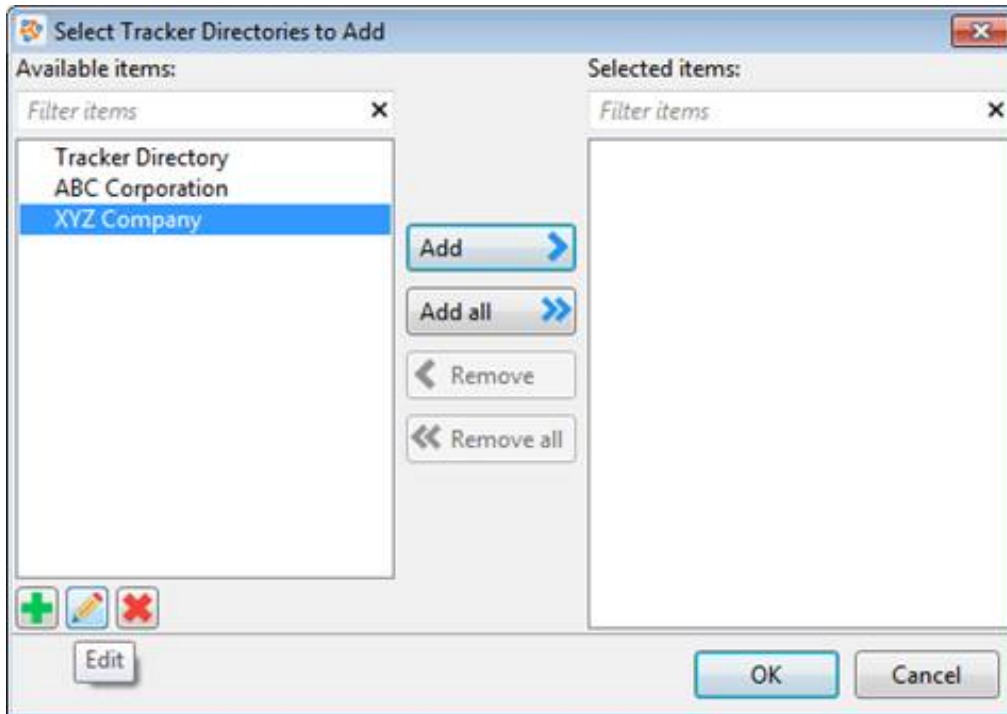 Select Tracker Directories to Add
Available items:
Filter items
Tracker Directory
ABC Corporation
XYZ Company
Add
Add all
Remove
Remove all
Selected items:
Filter items
Edit
OK
Cancel